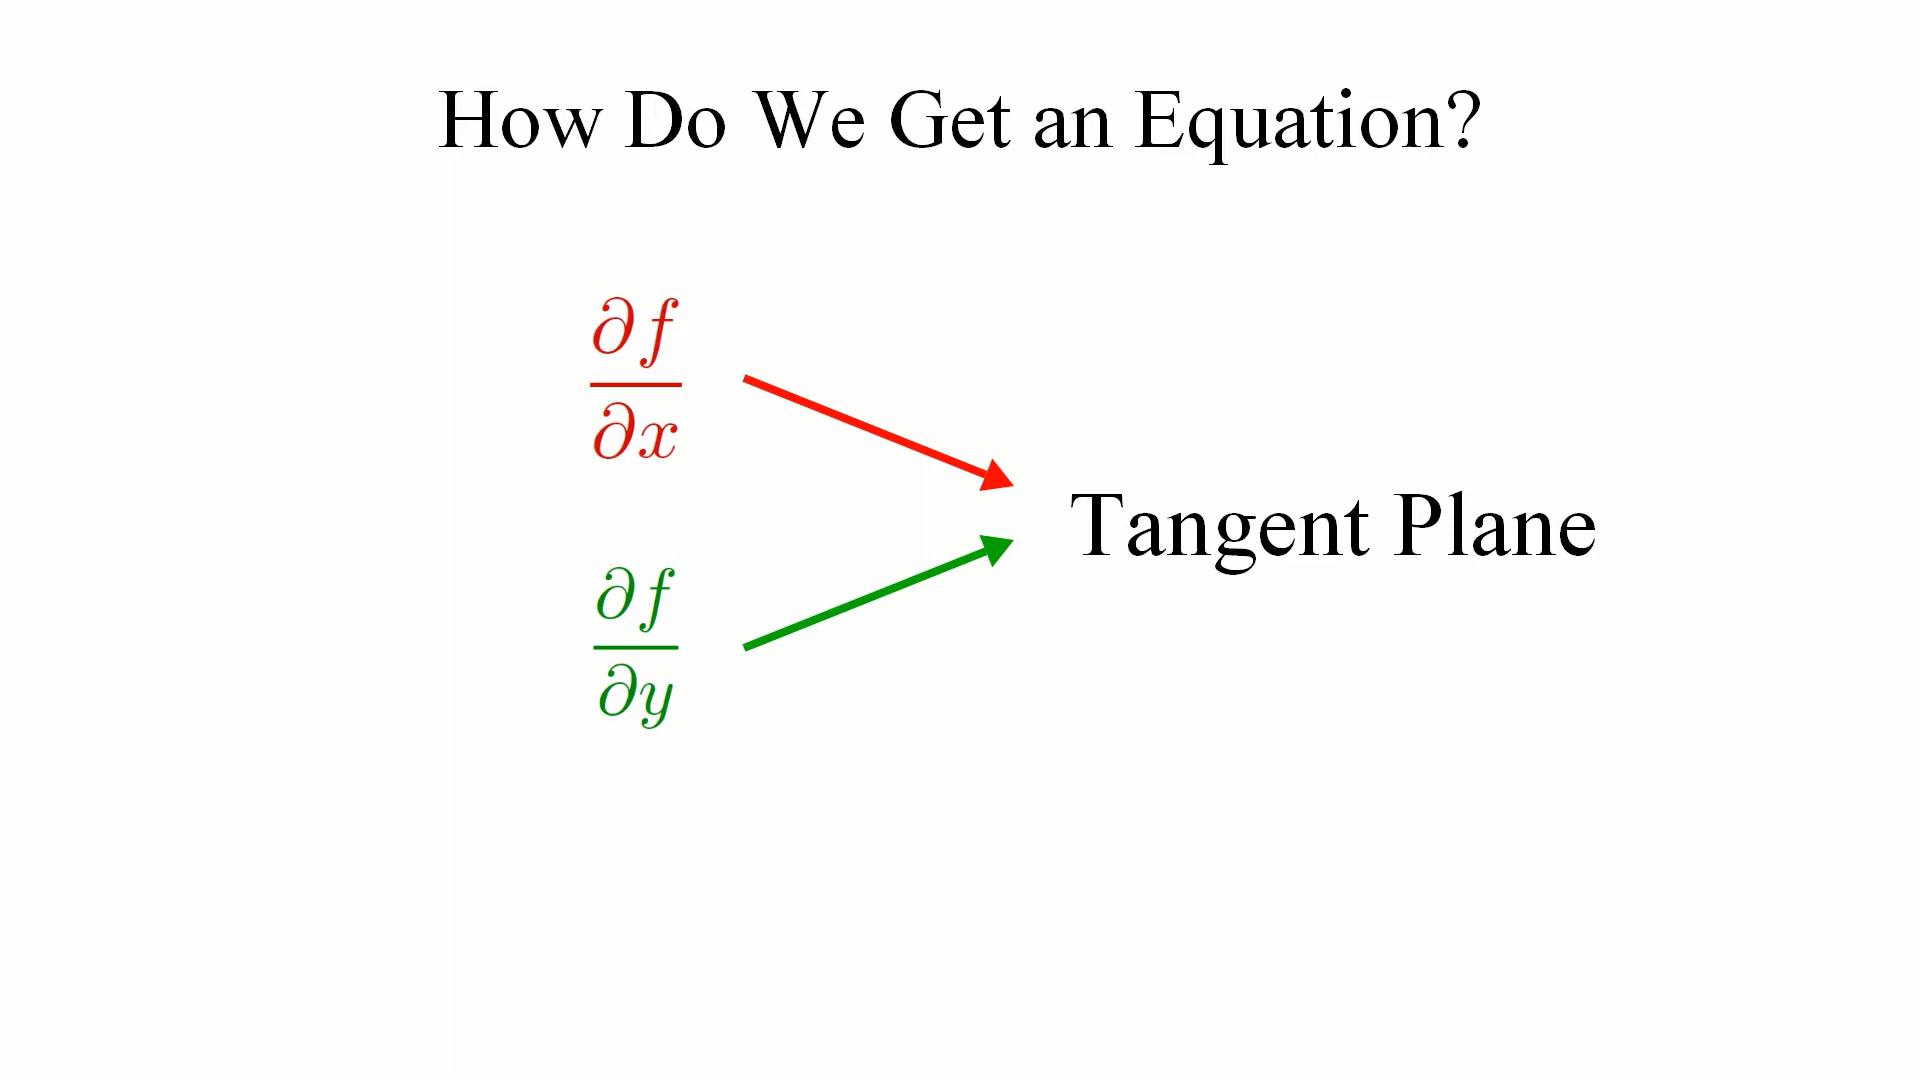 How Do We Get an Equation?
∂f
∂x
Tangent Plane
∂f
∂y